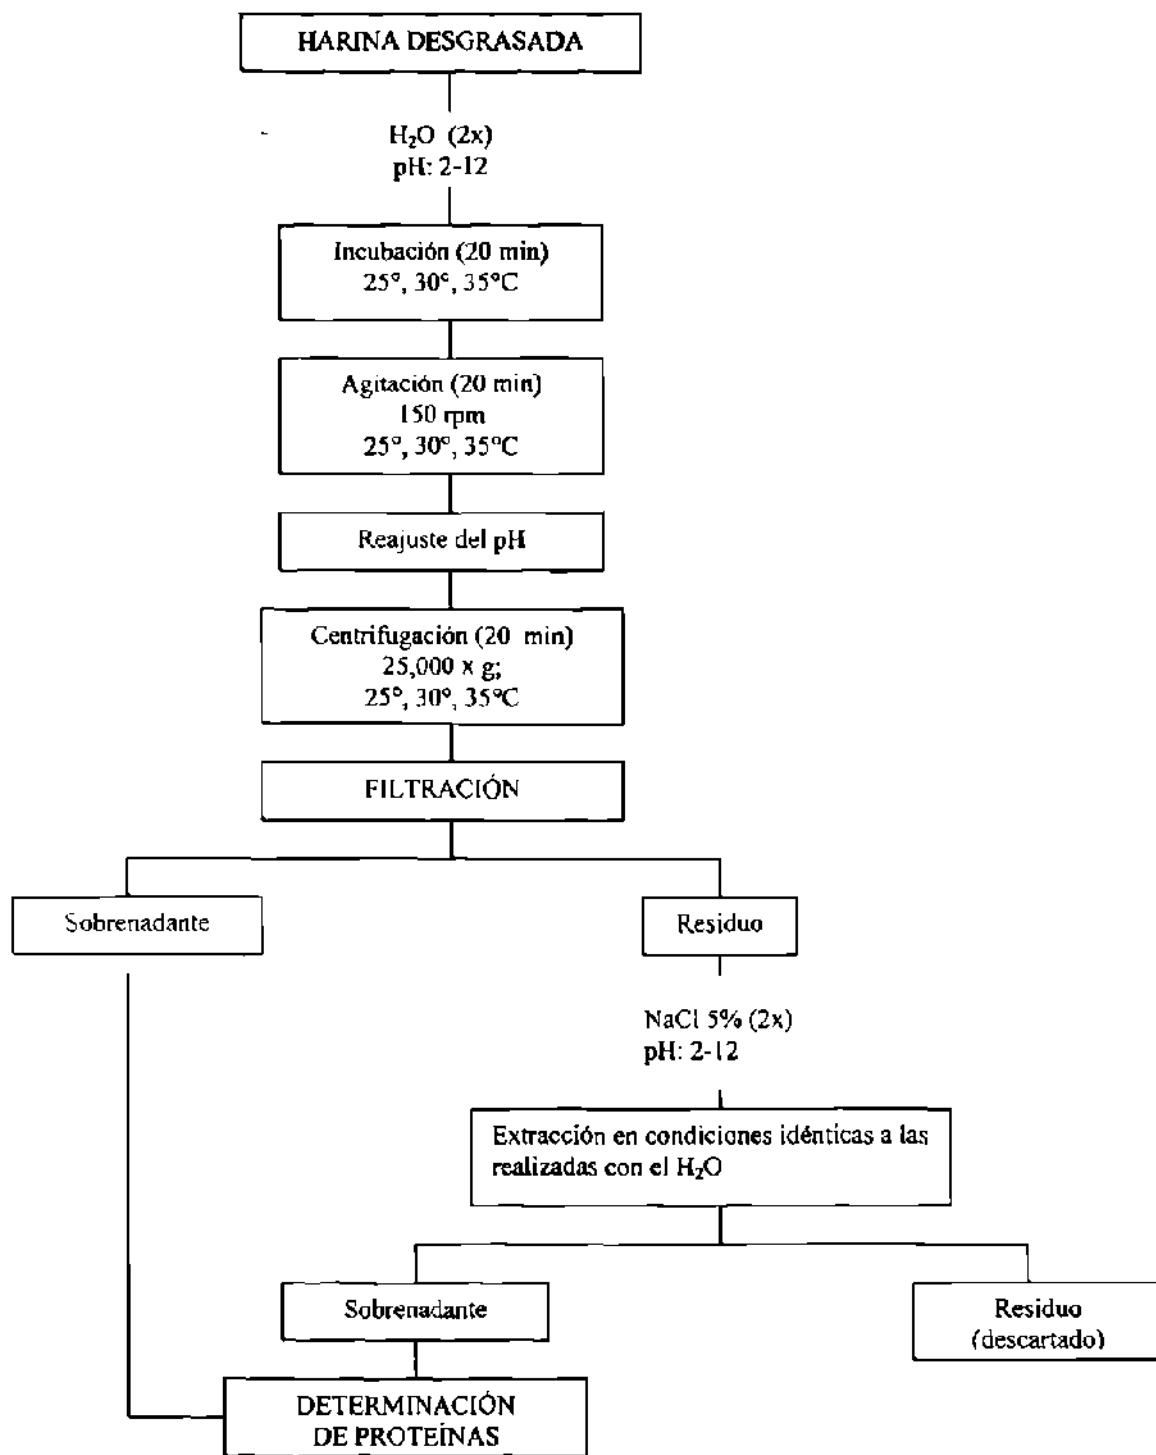 HARINA DESGRASADA
H₂O (2x)
pH: 2-12
Incubación (20 min)
25°, 30°, 35°C
Agitación (20 min)
150 rpm
25°, 30°, 35°C
Reajuste del pH
Centrifugación (20 min)
25,000 x g;
25°, 30°, 35°C
FILTRACIÓN
Sobrenadante
Residuo
NaCl 5% (2x)
pH: 2-12
Extracción en condiciones idénticas a las
realizadas con el H₂O
Sobrenadante
Residuo
(descartado)
DETERMINACIÓN
DE PROTEÍNAS